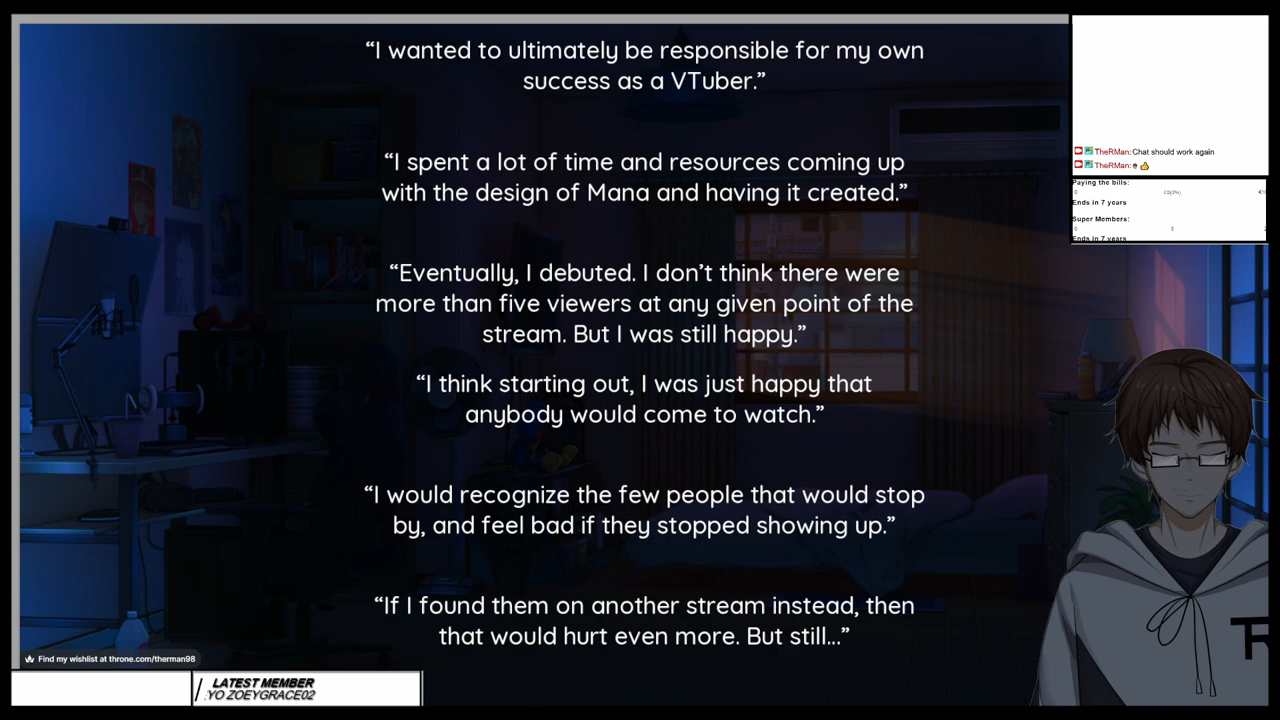 “I wanted to ultimately be responsible for my own
success as a VTuber.”
“I spent a lot of time and resources coming up
with the design of Mana and having it created.”
“Eventually, I debuted. I don’t think there were
more than five viewers at any given point of the
stream. But I was still happy.”
“I think starting out, I was just happy that
anybody would come to watch.”
“I would recognize the few people that would stop
by, and feel bad if they stopped showing up.”
“If I found them on another stream instead, then
that would hurt even more. But still...”
TheRMan: Chat should work again
TheRMan:
Paying the bills:
0
Ends in 7 years
Super Members:
0 0
Ends in 7 years
Find my wishlist at throne.com/therman98
LATEST MEMBER
YO ZOEYGRACE02